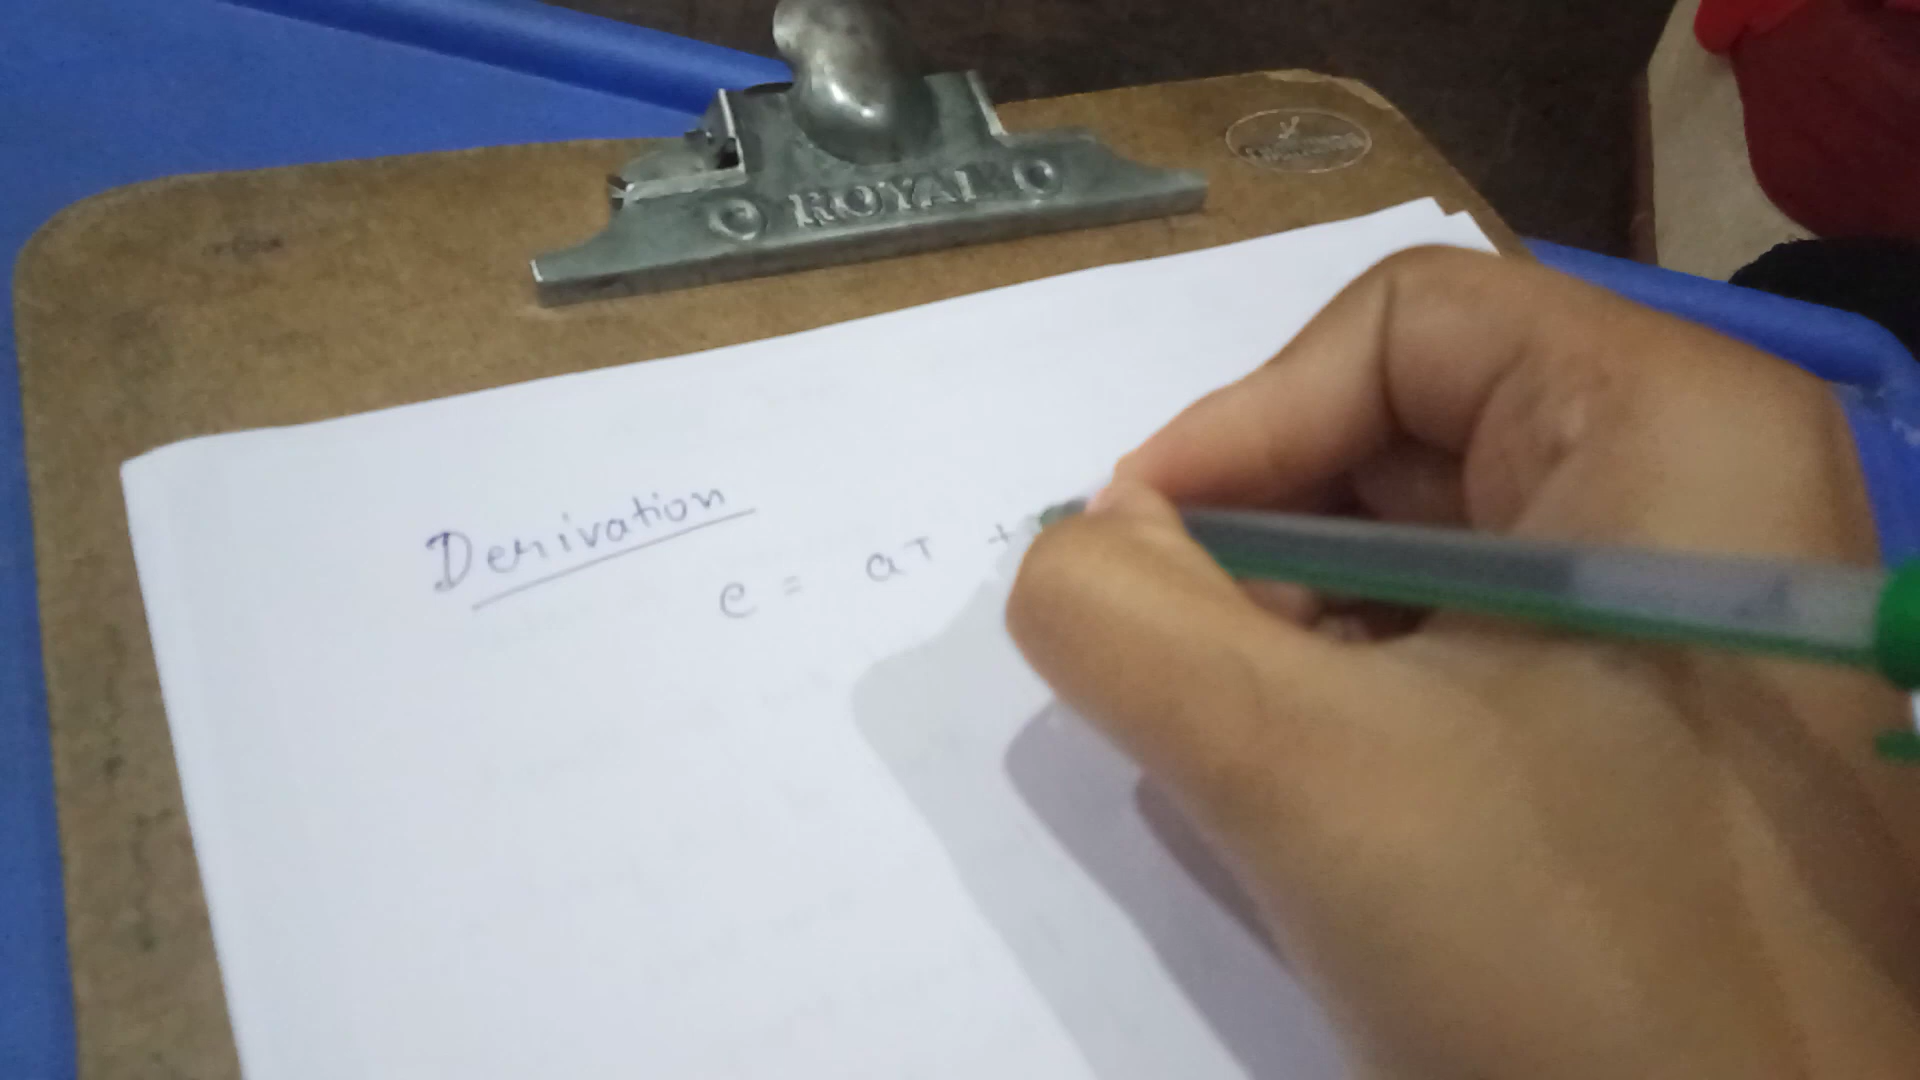 ROYAL
Derivation
e = aT +